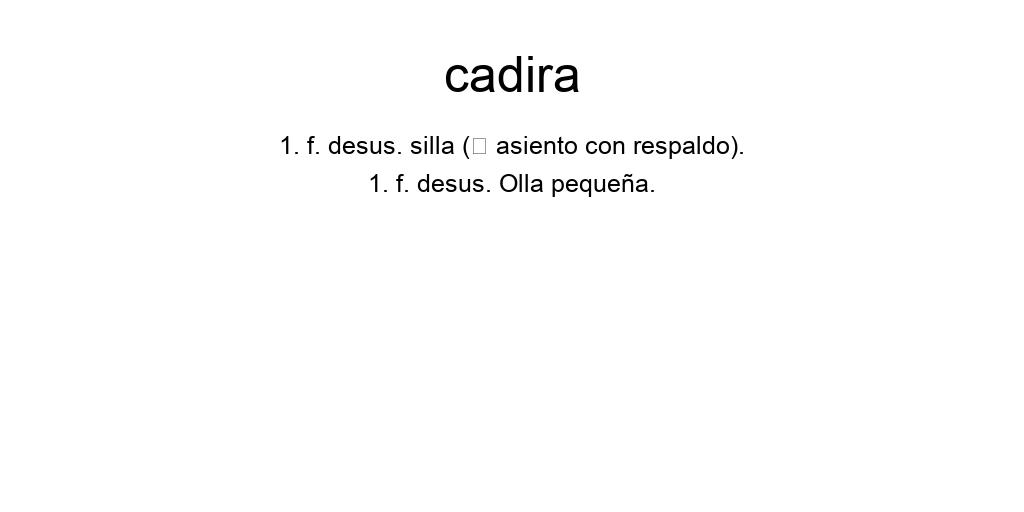 cadira
1. f. desus. silla (□ asiento con respaldo).
1. f. desus. Olla pequeña.